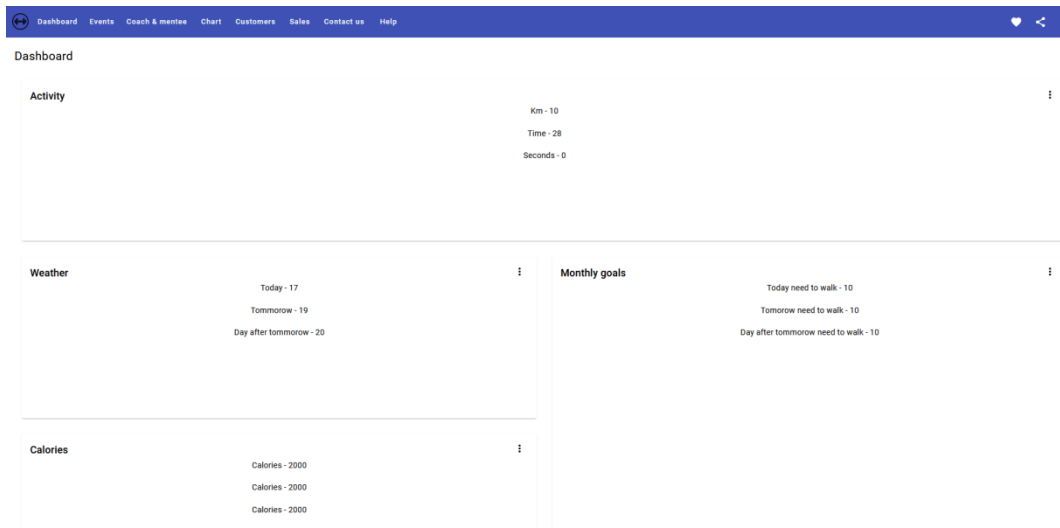 Dashboard Events Coach & mentee Chart Customers Sales Contact us Help
Dashboard
Activity
Km - 10
Time - 28
Seconds - 0
Weather
Today - 17
Tommorow - 19
Day after tommorow - 20
Monthly goals
Today need to walk - 10
Tomorow need to walk - 10
Day after tommorow need to walk - 10
Calories
Calories - 2000
Calories - 2000
Calories - 2000